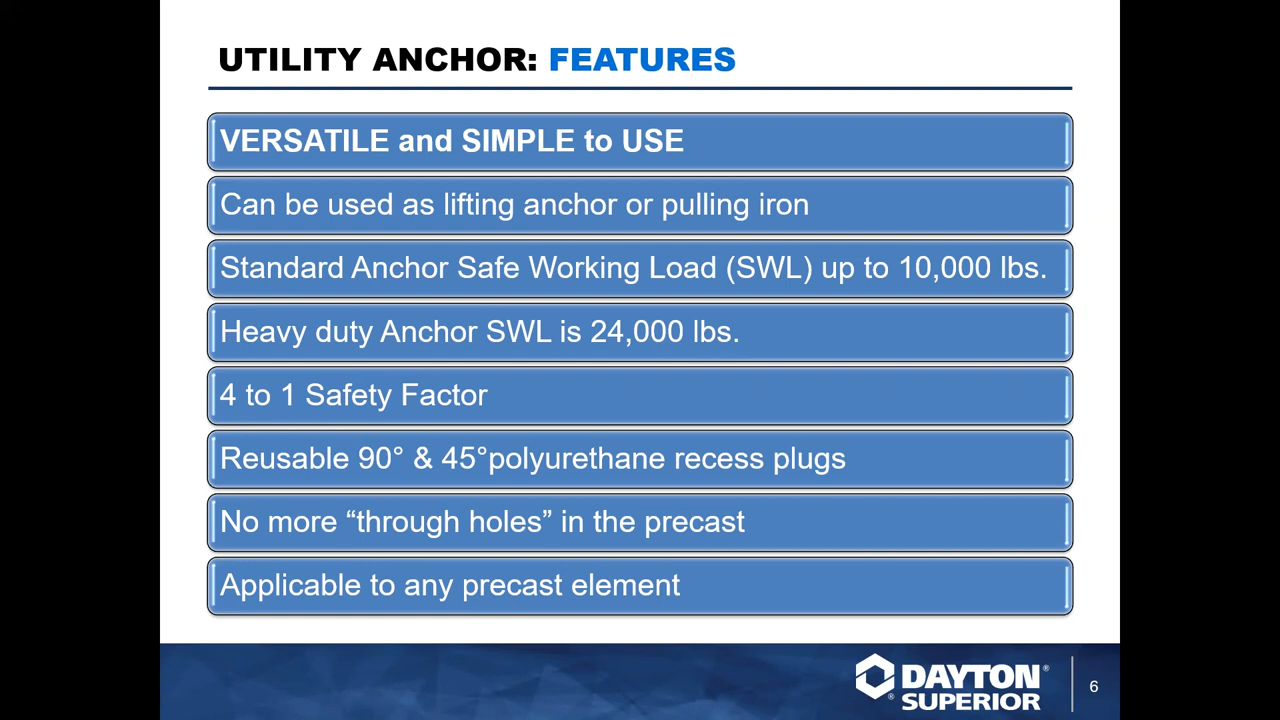 UTILITY ANCHOR: FEATURES
VERSATILE and SIMPLE to USE
Can be used as lifting anchor or pulling iron
Standard Anchor Safe Working Load (SWL) up to 10,000 lbs.
Heavy duty Anchor SWL is 24,000 lbs.
4 to 1 Safety Factor
Reusable 90° & 45°polyurethane recess plugs
No more “through holes” in the precast
Applicable to any precast element
DAYTON®
®SUPERIOR
6